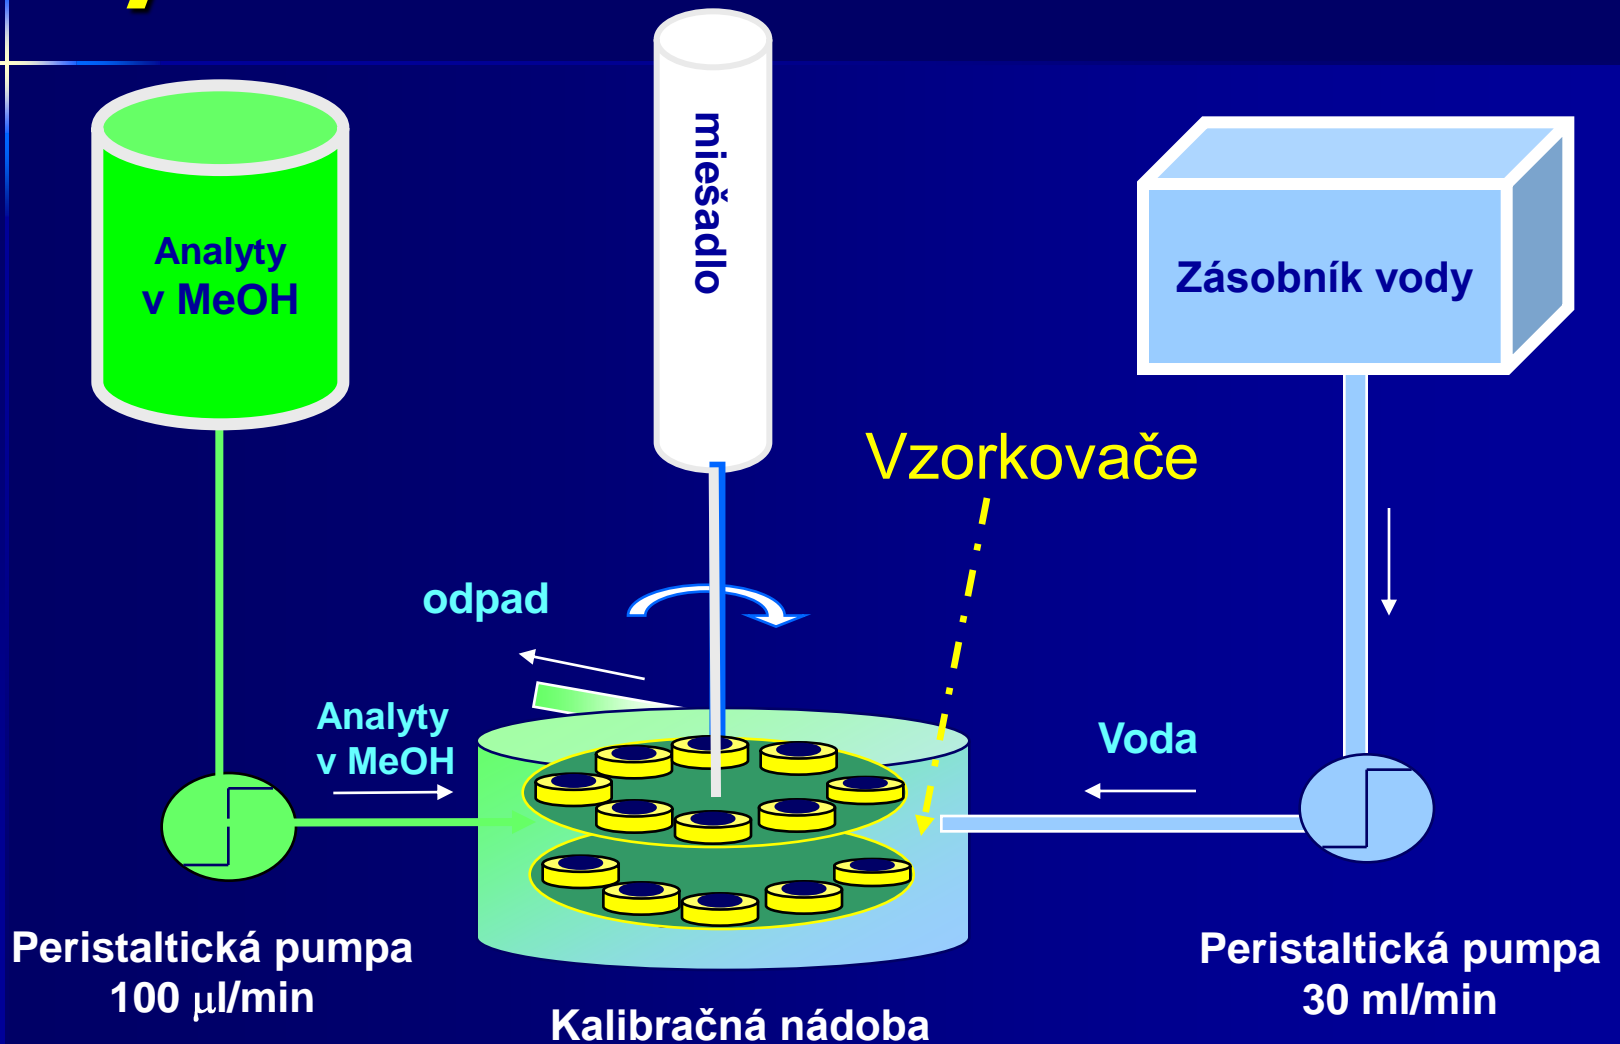 miešadlo
Analyty
v MeOH
Zásobník vody
Vzorkovače
odpad
Analyty
v MeOH
Voda
Peristaltická pumpa
100 µl/min
Kalibračná nádoba
Peristaltická pumpa
30 ml/min